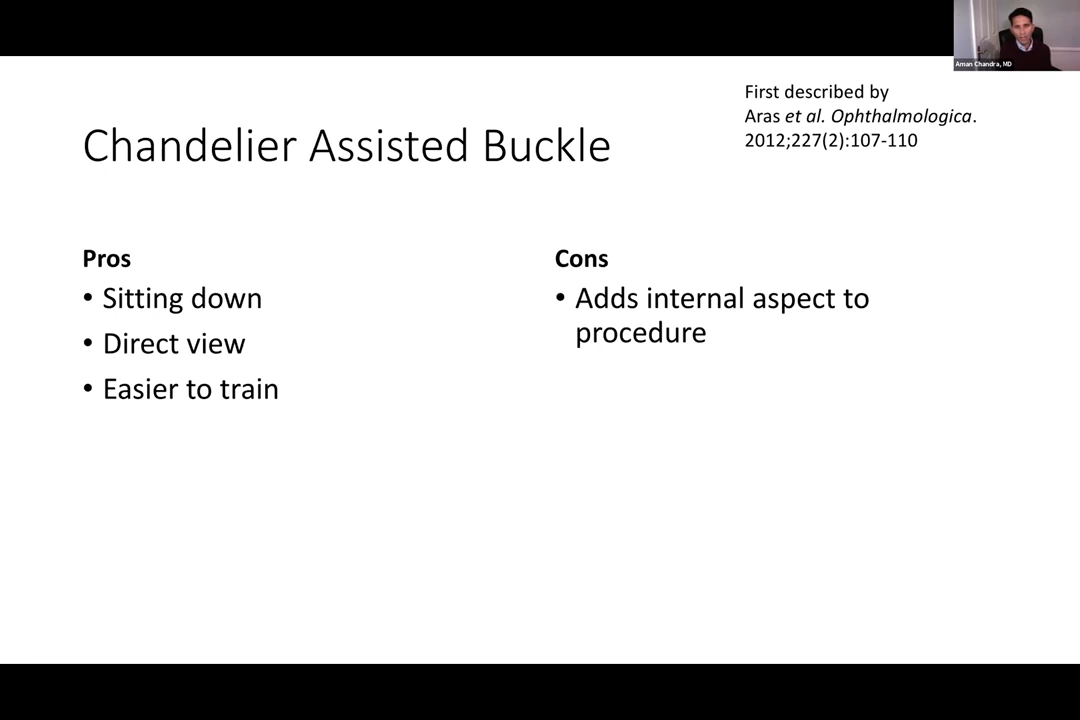 Aman Chandra, MD
First described by
Aras et al. Ophthalmologica.
2012;227(2):107-110
Chandelier Assisted Buckle
Pros
• Sitting down
• Direct view
• Easier to train
Cons
• Adds internal aspect to
procedure